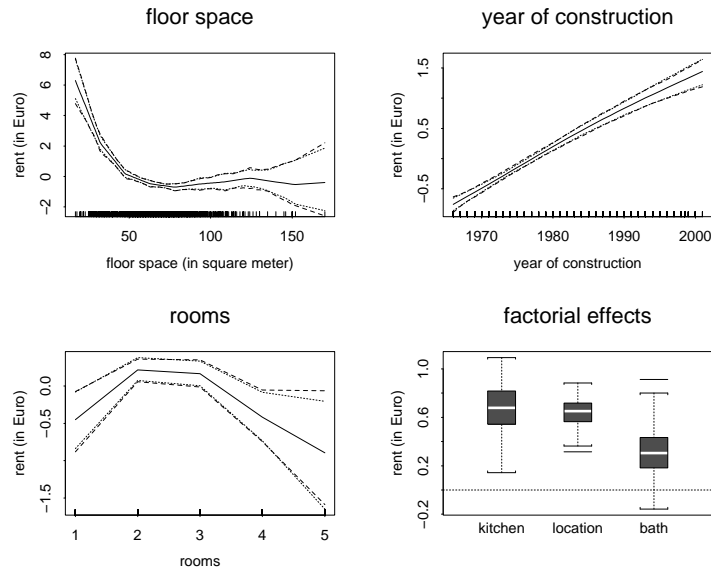 floor space
rent (in Euro)
8
6
4
2
0
−2
50
100
150
floor space (in square meter)
year of construction
rent (in Euro)
1.5
0.5
−0.5
1970
1980
1990
2000
year of construction
rooms
rent (in Euro)
0.0
−0.5
−1.5
1
2
3
4
5
rooms
factorial effects
rent (in Euro)
1.0
0.6
0.2
−0.2
kitchen
location
bath